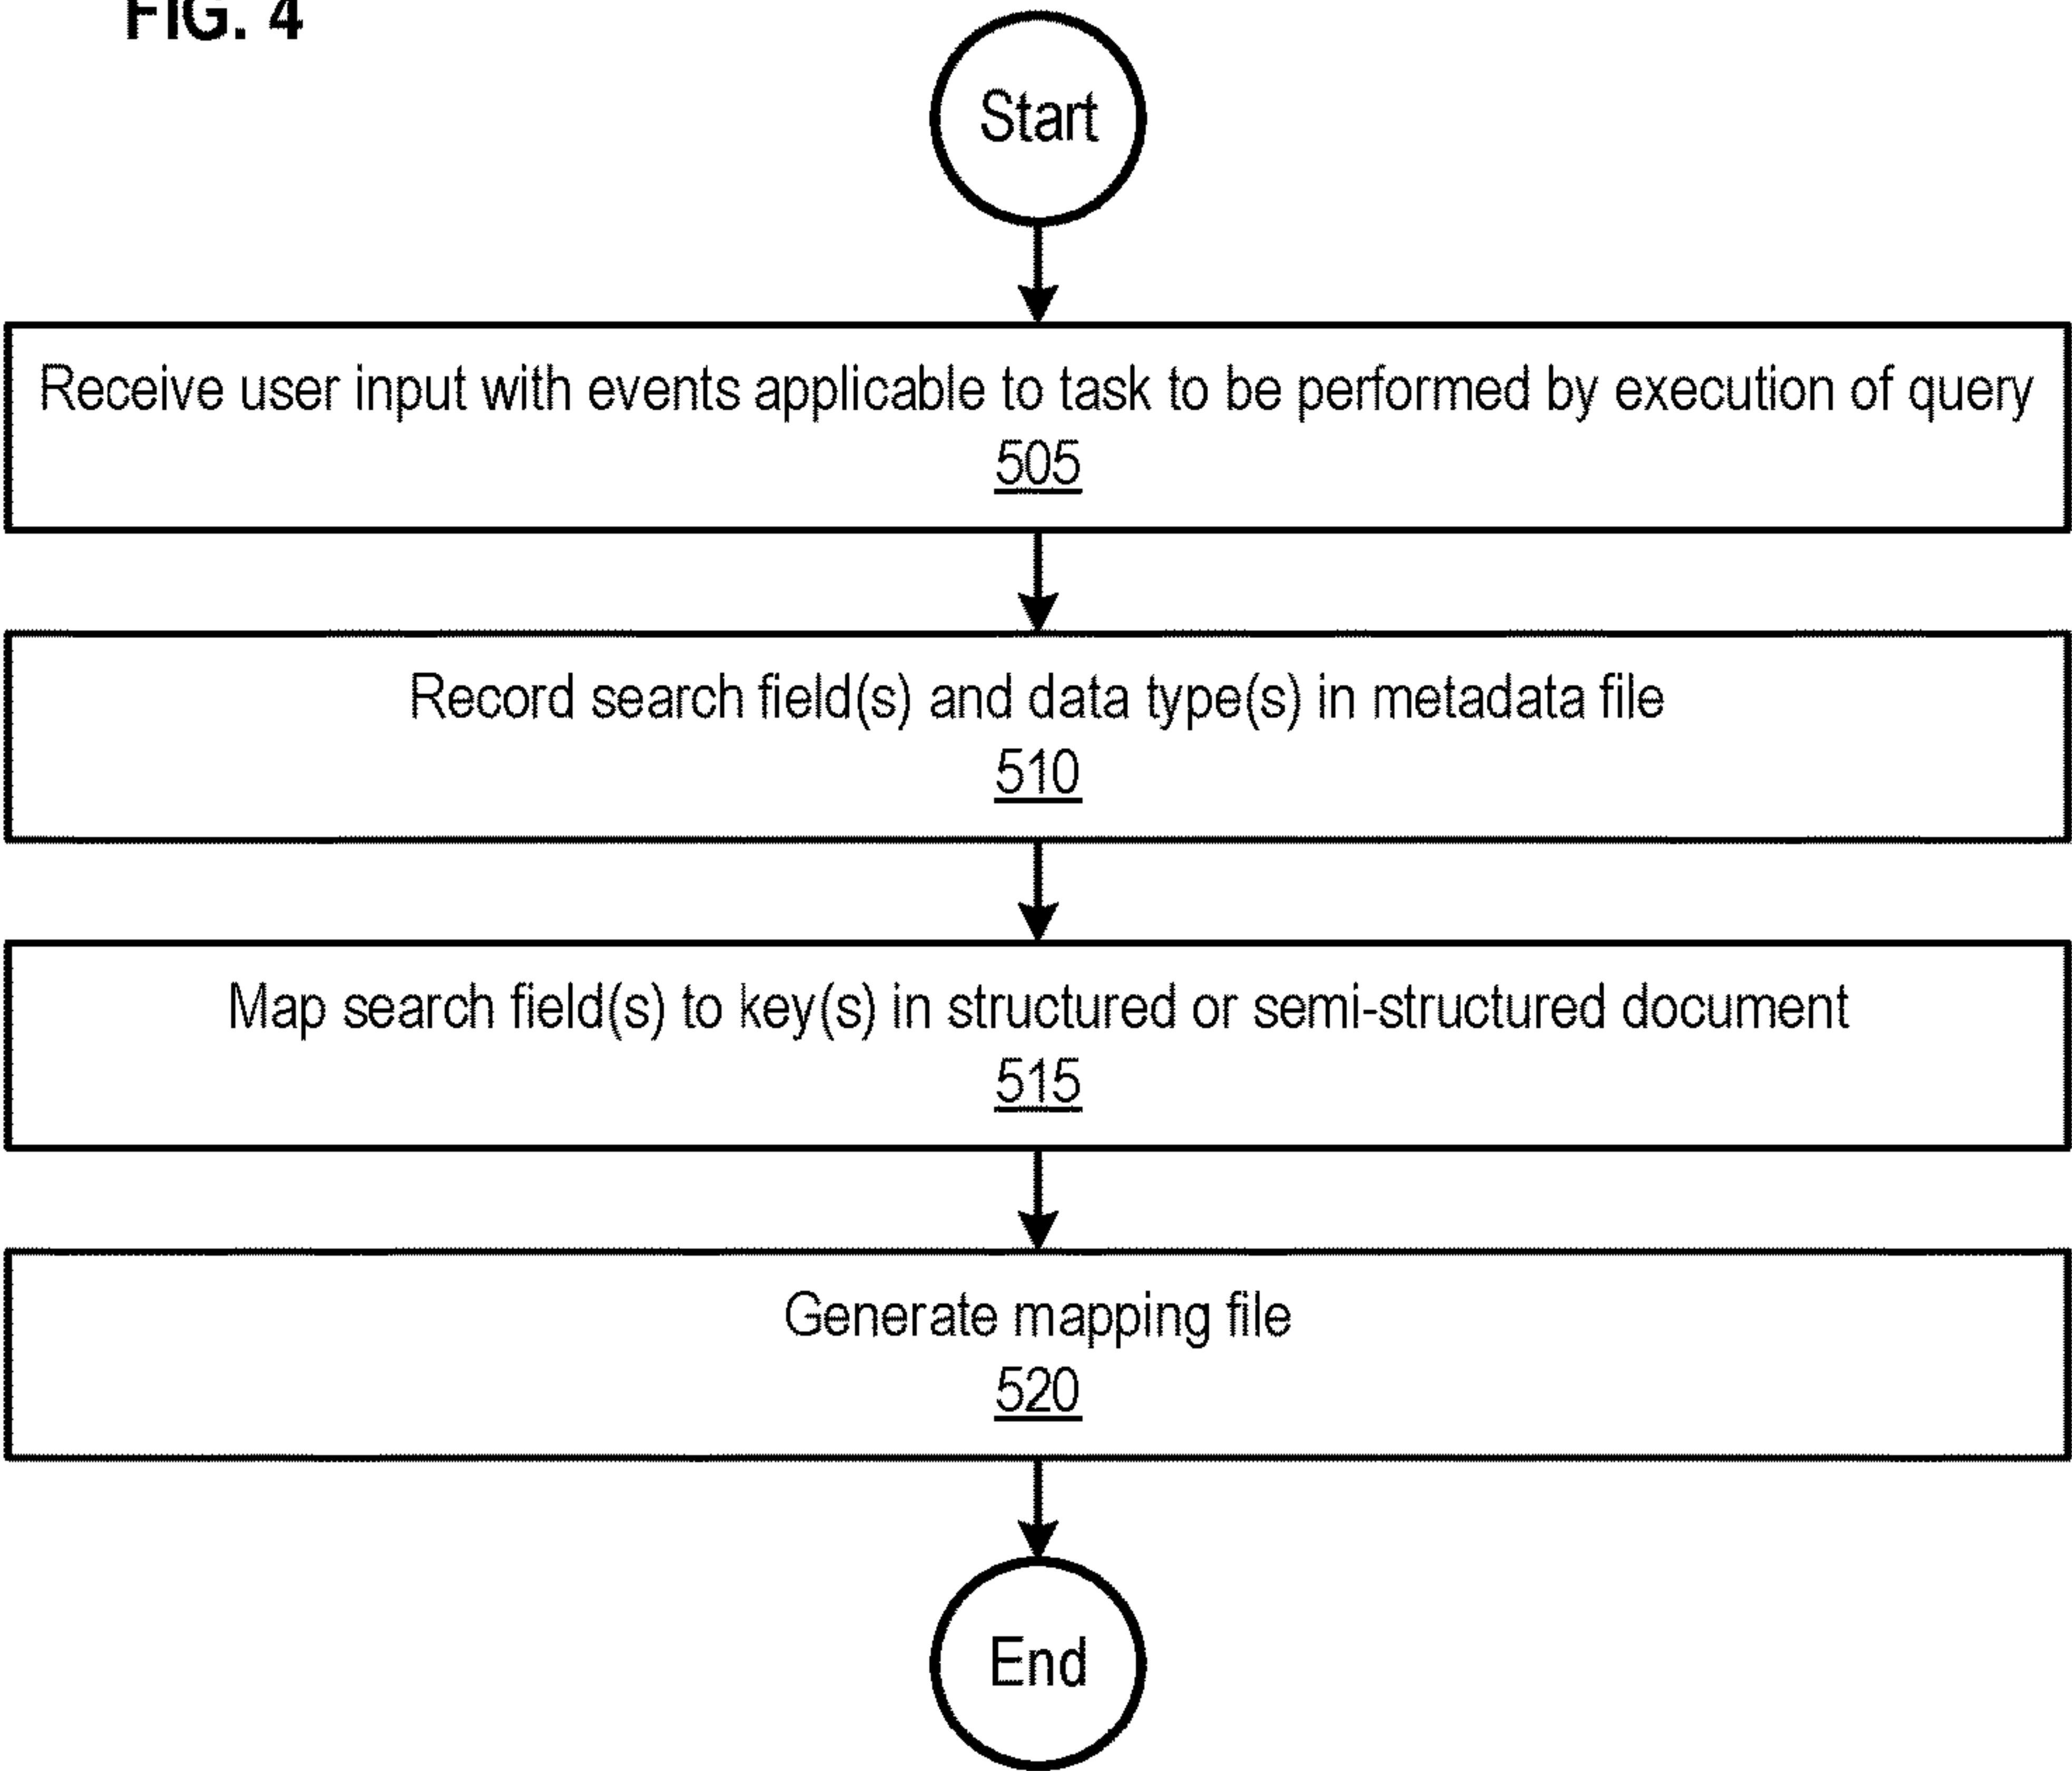 FIG. 4
Start
Receive user input with events applicable to task to be performed by execution of query
505
Record search field(s) and data type(s) in metadata file
510
Map search field(s) to key(s) in structured or semi-structured document
515
Generate mapping file
520
End